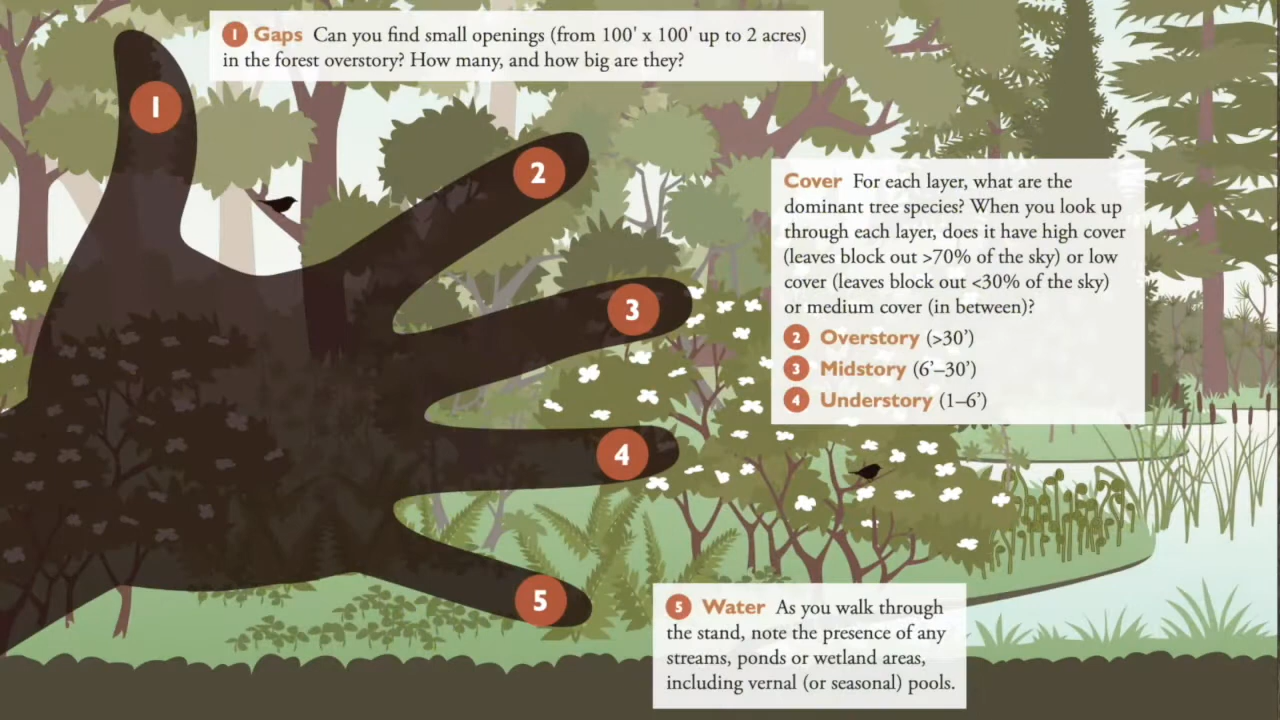 1 Gaps Can you find small openings (from 100' x 100' up to 2 acres)
in the forest overstory? How many, and how big are they?
1
2
3
4
5
Cover For each layer, what are the
dominant tree species? When you look up
through each layer, does it have high cover
(leaves block out >70% of the sky) or low
cover (leaves block out <30% of the sky)
or medium cover (in between)?
2 Overstory (>30’)
3 Midstory (6’–30’)
4 Understory (1–6’)
5 Water As you walk through
the stand, note the presence of any
streams, ponds or wetland areas,
including vernal (or seasonal) pools.